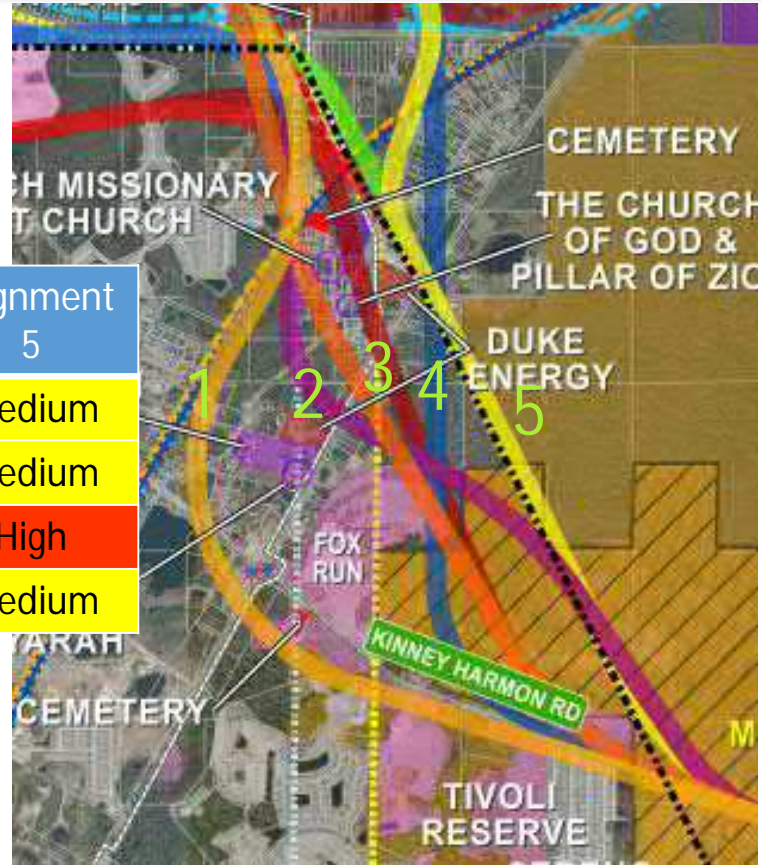 CEMETERY
CH MISSIONARY
T CHURCH
THE CHURCH
OF GOD &
PILLAR OF ZIO
gnment
5
edium
edium
High
edium
DUKE
ENERGY
1
2
3
4
5
FOX
RUN
YARAH
KINNEY HARMON RD
CEMETERY
M
TIVOLI
RESERVE